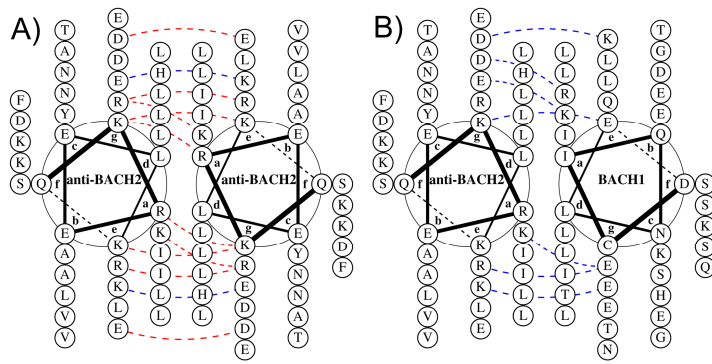 A)
T A N N Y E
E D D E R K
L H L L L L
L L I I K R
E L K R K
V V L A A E
F D K K S Q
c g d
f anti-BACH2
b e a
a e b
anti-BACH2 f
d g c
Q S K K D F
E A A L V V
K R K L E
R K I I L L
L L L L H L
K R E D D E
E Y N N A T
B)
T A N N Y E
E D D E R K
L H L L L L
L L R K I I
K L L Q E
T G D E E Q
F D K K S Q
c g d
f anti-BACH2
b e a
a e b
BACH1 f
d g c
D S S K S Q
E A A L V V
K R K L E
R K I I L L
L L L I T L
C E E E T N
N K S H E G